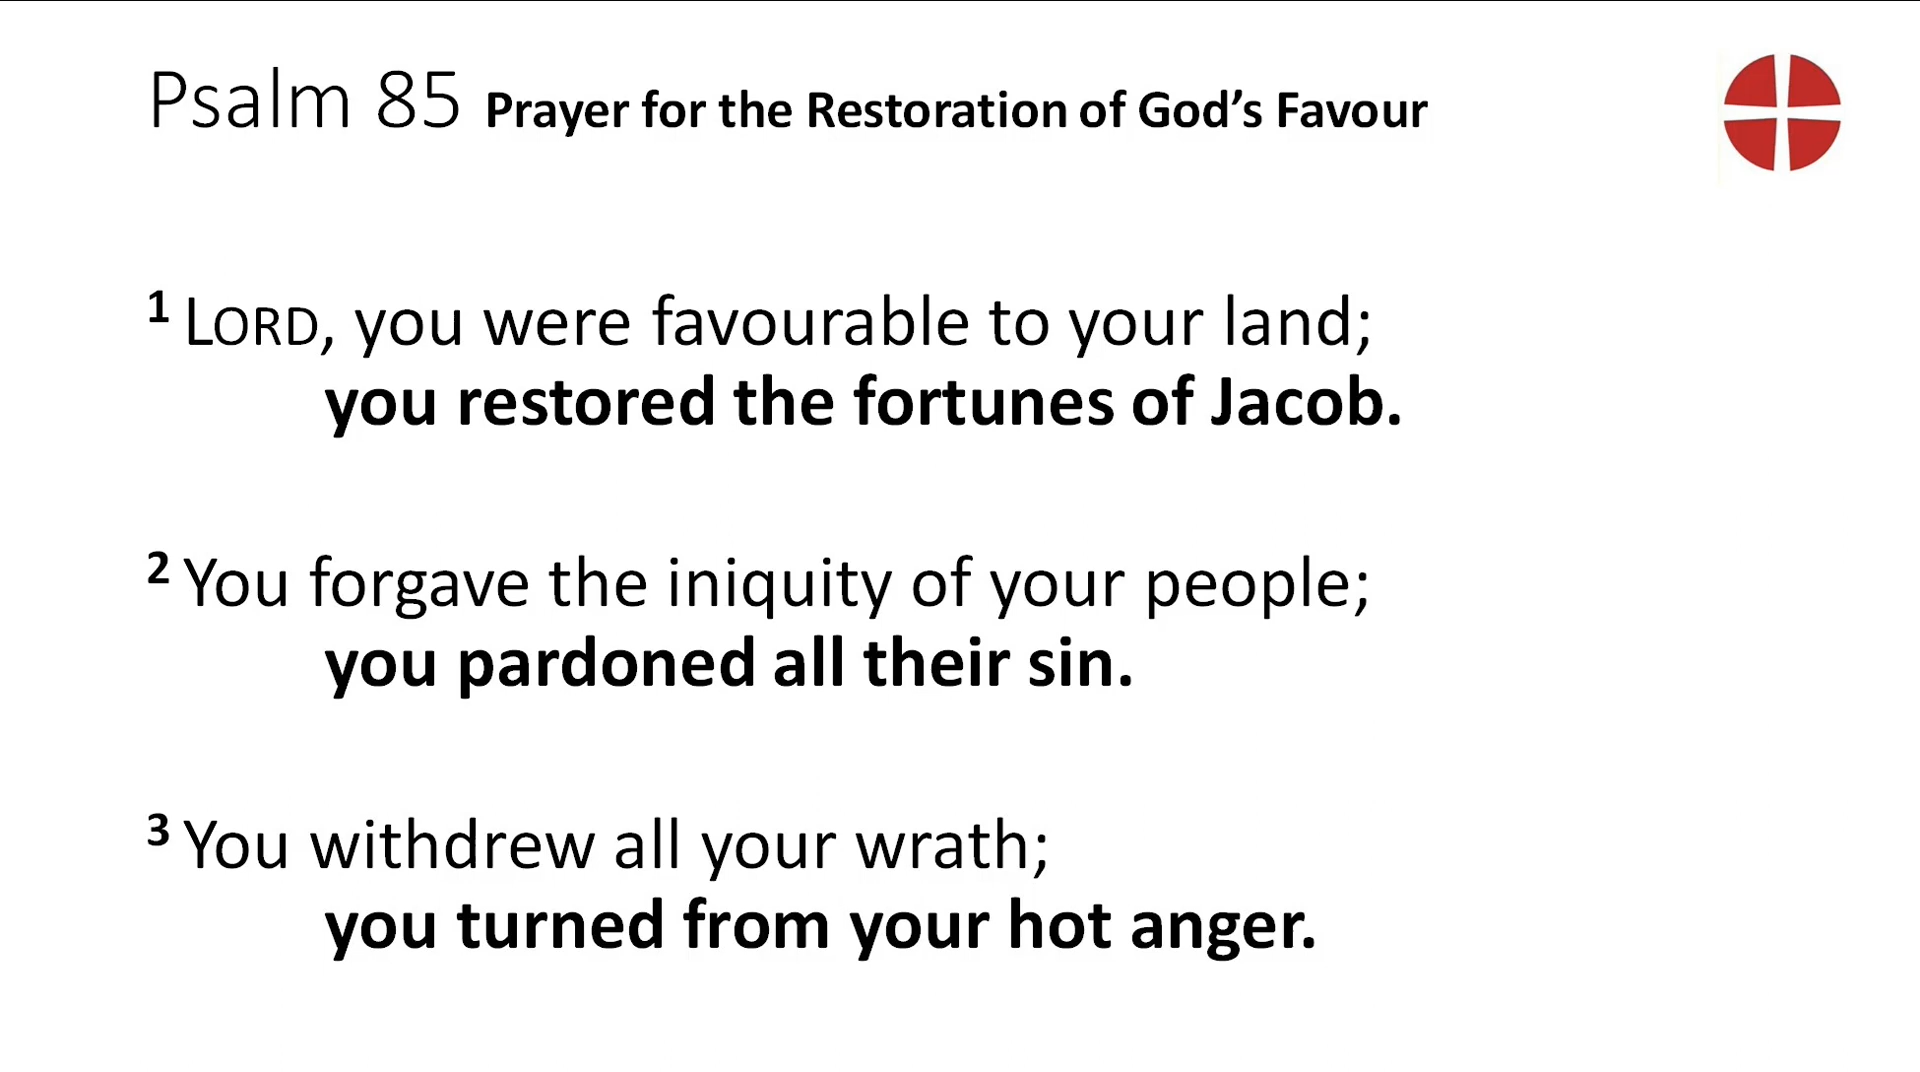 Psalm 85 Prayer for the Restoration of God’s Favour
1 LORD, you were favourable to your land;
you restored the fortunes of Jacob.
2 You forgave the iniquity of your people;
you pardoned all their sin.
3 You withdrew all your wrath;
you turned from your hot anger.